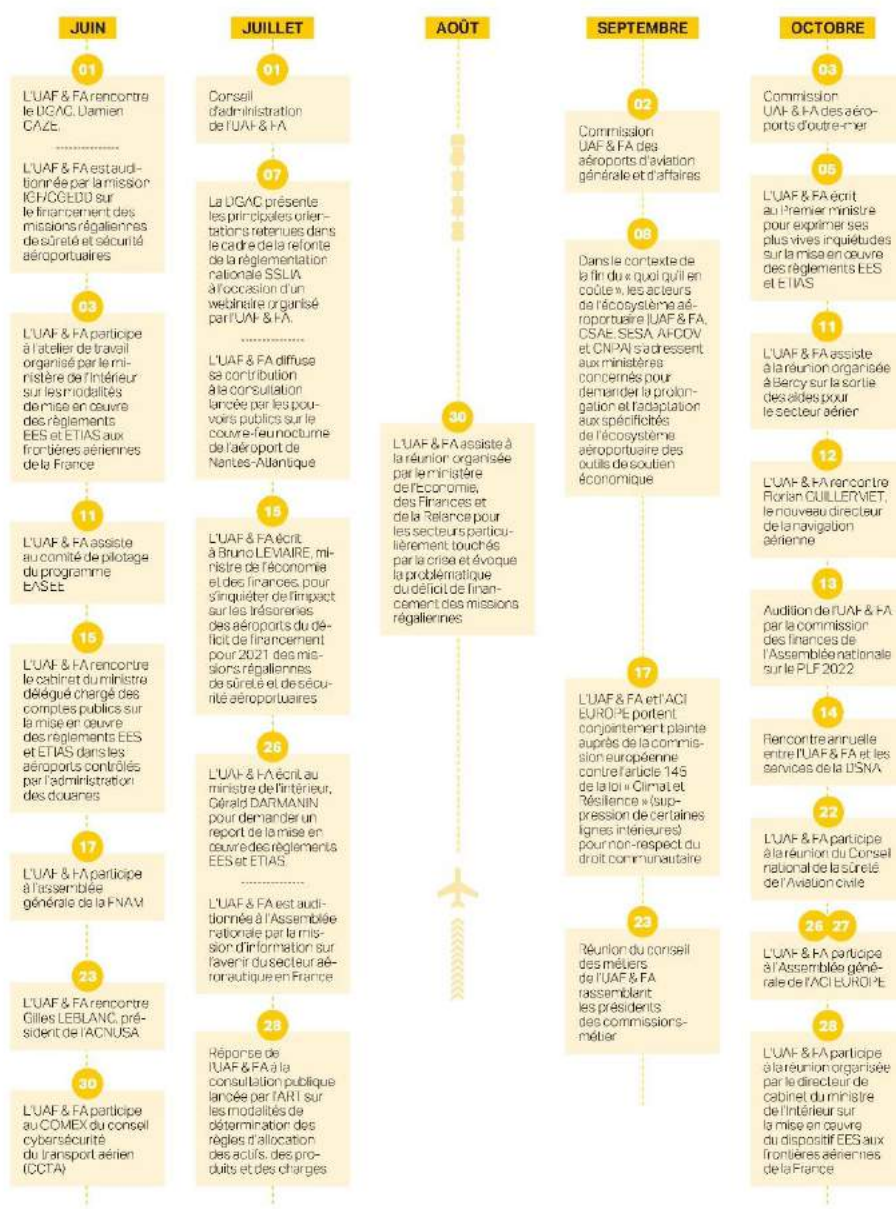 JUIN
01
L'UAF & FA rencontre
le DGAC, Damien
CAZE.
L'UAF & FA est audi-
tionnée par la mission
IGF/CGEDD sur
le financement des
missions régaliennes
de sûreté et sécurité
aéroportuaires
03
L'UAF & FA participe
à l'atelier de travail
organisé par le mi-
nistère de l'Intérieur
sur les modalités
de mise en œuvre
des règlements
EES et ETIAS aux
frontières aériennes
de la France
11
L'UAF & FA assiste
au comité de pilotage
du programme
EASEE
15
L'UAF & FA rencontre
le cabinet du ministre
délégué chargé des
comptes publics sur
la mise en œuvre
des règlements EES
et ETIAS dans les
aéroports contrôlés
par l'administration
des douanes
17
L'UAF & FA participe
à l'assemblée
générale de la FNAM
23
L'UAF & FA rencontre
Gilles LEBLANC, pré-
sident de l'ACNUSA
30
L'UAF & FA participe
au COMEX du conseil
cybersécurité
du transport aérien
(CCTA)
JUILLET
01
Conseil
d'administration
de l'UAF & FA
07
La DGAC présente
les principales orien-
tations retenues dans
le cadre de la refonte
de la réglementation
nationale SSLIA
à l'occasion d'un
webinaire organisé
par l'UAF & FA.
L'UAF & FA diffuse
sa contribution
à la consultation
lancée par les pou-
voirs publics sur le
couvre-feu nocturne
de l'aéroport de
Nantes-Atlantique
15
L'UAF & FA écrit
à Bruno LEMAIRE, mi-
nistre de l'économie
et des finances, pour
s'inquiéter de l'impact
sur les trésoreries
des aéroports du dé-
ficit de financement
pour 2021 des mis-
sions régaliennes
de sûreté et de sécu-
rité aéroportuaires
26
L'UAF & FA écrit au
ministre de l'intérieur,
Gérald DARMANIN
pour demander un
report de la mise en
œuvre des règlements
EES et ETIAS.
L'UAF & FA est audi-
tionnée à l'Assemblée
nationale par la mis-
sion d'information sur
l'avenir du secteur aé-
ronautique en France
28
Réponse de
l'UAF & FA à la
consultation publique
lancée par l'ART sur
les modalités de
détermination des
règles d'allocation
des actifs, des pro-
duits et des charges
AOÛT
30
L'UAF & FA assiste à
la réunion organisée
par le ministère
de l'Economie,
des Finances et
de la Relance pour
les secteurs particu-
lièrement touchés
par la crise et évoque
la problématique
du déficit de finan-
cement des missions
régaliennes
SEPTEMBRE
02
Commission
UAF & FA des
aéroports d'aviation
générale et d'affaires
08
Dans le contexte de
la fin du « quoi qu'il en
coûte », les acteurs
de l'écosystème aé-
roportuaire (UAF & FA,
CSAE, SESA, AFCOV
et CNPA) s'adressent
aux ministères
concernés pour
demander la prolon-
gation et l'adaptation
aux spécificités
de l'écosystème
aéroportuaire des
outils de soutien
économique
17
L'UAF & FA et l'ACI
EUROPE portent
conjointement plainte
auprès de la commis-
sion européenne
contre l'article 145
de la loi « Climat et
Résilience » (sup-
pression de certaines
lignes intérieures)
pour non-respect du
droit communautaire
23
Réunion du conseil
des métiers
de l'UAF & FA
rassemblant
les présidents
des commissions-
métier
OCTOBRE
03
Commission
UAF & FA des aéro-
ports d'outre-mer
05
L'UAF & FA écrit
au Premier ministre
pour exprimer ses
plus vives inquiétudes
sur la mise en œuvre
des règlements EES
et ETIAS
11
L'UAF & FA assiste
à la réunion organisée
à Bercy sur la sortie
des aides pour
le secteur aérien
12
L'UAF & FA rencontre
Florian GUILLERMET,
le nouveau directeur
de la navigation
aérienne
13
Audition de l'UAF & FA
par la commission
des finances de
l'Assemblée nationale
sur le PLF 2022
14
Rencontre annuelle
entre l'UAF & FA et les
services de la DSNA
22
L'UAF & FA participe
à la réunion du Conseil
national de la sûreté
de l'Aviation civile
26 27
L'UAF & FA participe
à l'Assemblée géné-
rale de l'ACI EUROPE
28
L'UAF & FA participe
à la réunion organisée
par le directeur de
cabinet du ministre
de l'Intérieur sur
la mise en œuvre
du dispositif EES aux
frontières aériennes
de la France